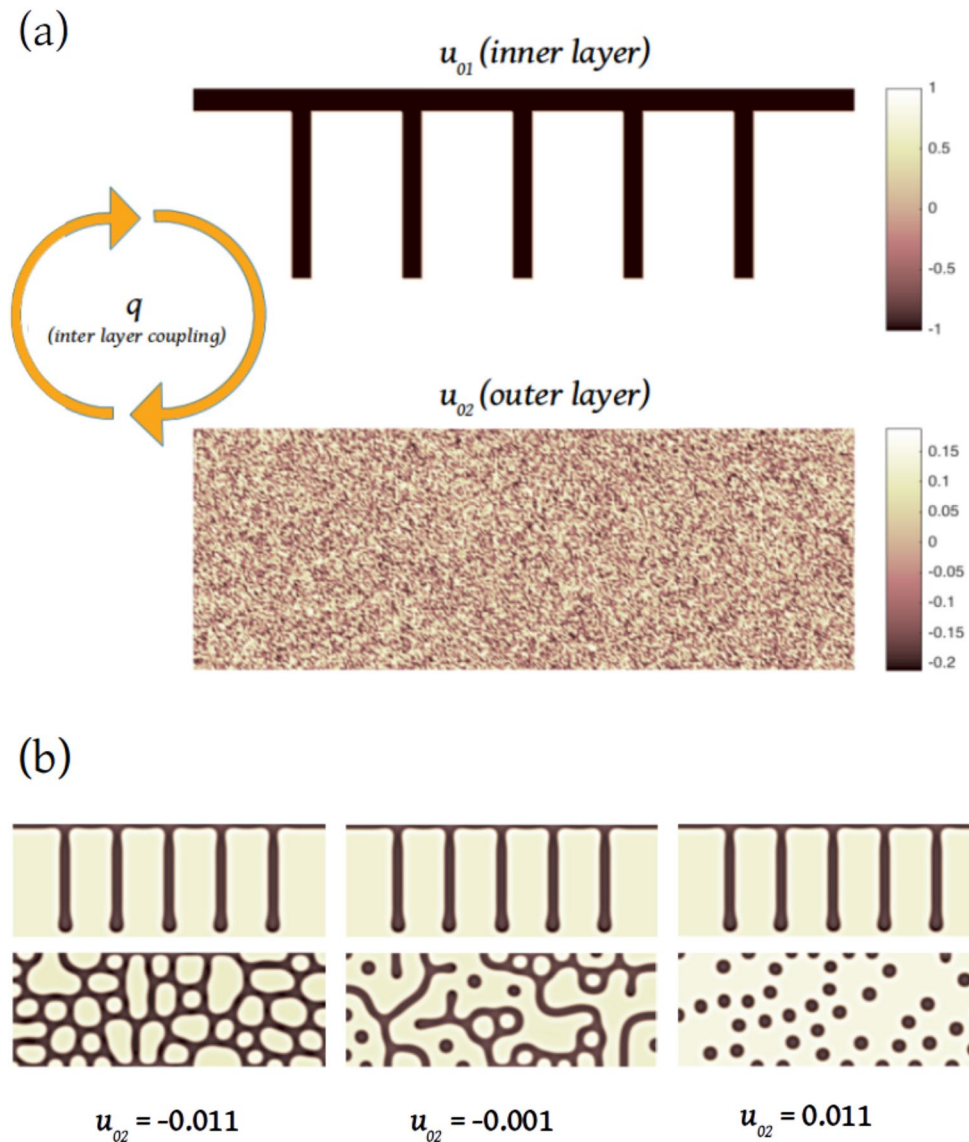 (a)
u01 (inner layer)
1
0.5
0
-0.5
-1
q
(inter layer coupling)
u02 (outer layer)
0.15
0.1
0.05
0
-0.05
-0.1
-0.15
-0.2
(b)
u02 = -0.011
u02 = -0.001
u02 = 0.011